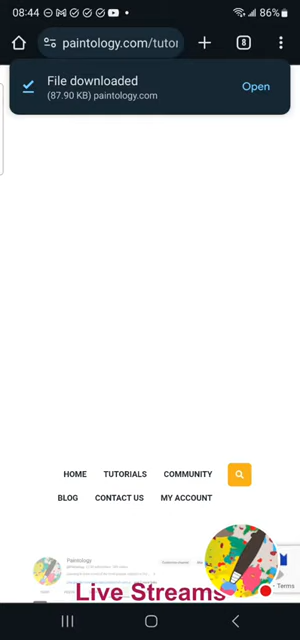 08:44
86%
paintology.com/tutor
8
File downloaded
(87.90 KB) paintology.com
Open
HOME TUTORIALS COMMUNITY
BLOG CONTACT US MY ACCOUNT
Paintology
Terms
Live Streams